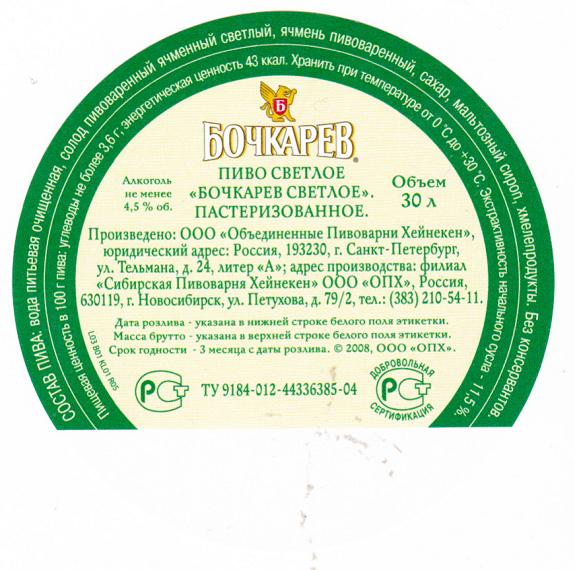 СОСТАВ ПИВА: вода питьевая очищенная, солод пивоваренный ячменный светлый, ячмень пивоваренный, сахар, мальтозный сироп, хмелепродукты. Без консервантов.
Пищевая ценность в 100 г пива: углеводы не более 3,6 г; энергетическая ценность 43 ккал. Хранить при температуре от 0 °С до +30 °С. Экстрактивность начального сусла - 11,5 %.
Б
БОЧКАРЕВ®
Алкоголь
не менее
4,5 % об.
ПИВО СВЕТЛОЕ
«БОЧКАРЕВ СВЕТЛОЕ».
ПАСТЕРИЗОВАННОЕ.
Объем
30 л
Произведено: ООО «Объединенные Пивоварни Хейнекен»,
юридический адрес: Россия, 193230, г. Санкт-Петербург,
ул. Тельмана, д. 24, литер «А»; адрес производства: филиал
«Сибирская Пивоварня Хейнекен» ООО «ОПХ», Россия,
630119, г. Новосибирск, ул. Петухова, д. 79/2, тел.: (383) 210-54-11.
Дата розлива - указана в нижней строке белого поля этикетки.
Масса брутто - указана в верхней строке белого поля этикетки.
Срок годности - 3 месяца с даты розлива. © 2008, ООО «ОПХ».
L03 B01 KL01 R05
РСТ
ТУ 9184-012-44336385-04
ДОБРОВОЛЬНАЯ
РСТ
СЕРТИФИКАЦИЯ